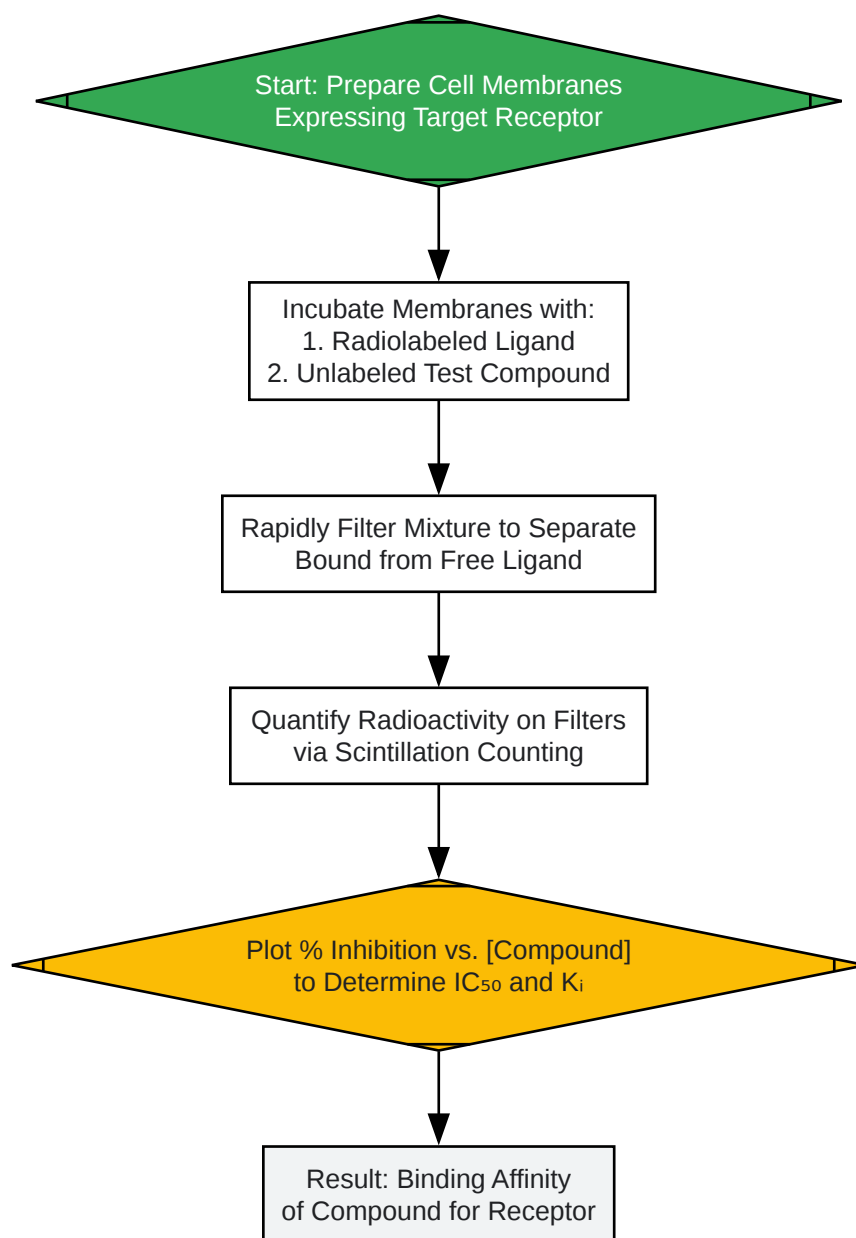 Start: Prepare Cell Membranes
Expressing Target Receptor
Incubate Membranes with:
1. Radiolabeled Ligand
2. Unlabeled Test Compound
Rapidly Filter Mixture to Separate
Bound from Free Ligand
Quantify Radioactivity on Filters
via Scintillation Counting
Plot % Inhibition vs. [Compound]
to Determine IC₅₀ and Kᵢ
Result: Binding Affinity
of Compound for Receptor